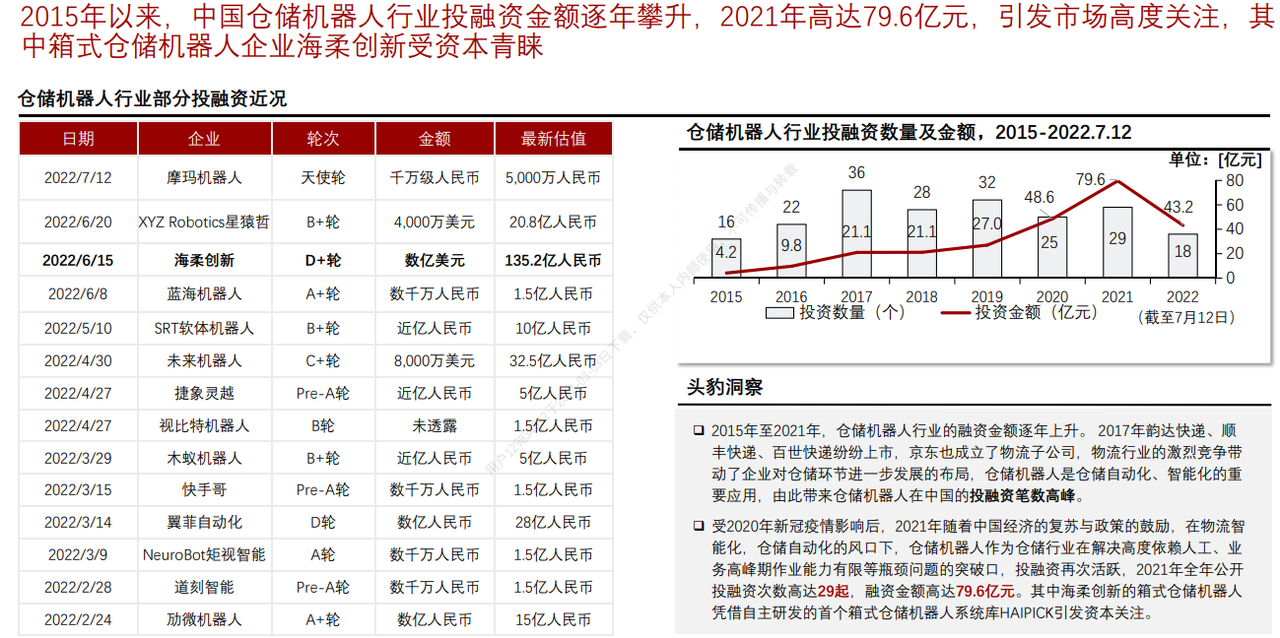 2015年以来，中国仓储机器人行业投融资金额逐年攀升，2021年高达79.6亿元，引发市场高度关注，其
中箱式仓储机器人企业海柔创新受资本青睐
仓储机器人行业部分投融资近况
日期 企业 轮次 金额 最新估值
2022/7/12 摩玛机器人 天使轮 千万级人民币 5,000万人民币
2022/6/20 XYZ Robotics星猿哲 B+轮 4,000万美元 20.8亿人民币
2022/6/15 海柔创新 D+轮 数亿美元 135.2亿人民币
2022/6/8 蓝海机器人 A+轮 数千万人民币 1.5亿人民币
2022/5/10 SRT软体机器人 B+轮 近亿人民币 10亿人民币
2022/4/30 未来机器人 C+轮 8,000万美元 32.5亿人民币
2022/4/27 捷象灵越 Pre-A轮 近亿人民币 5亿人民币
2022/4/27 视比特机器人 B轮 未透露 1.5亿人民币
2022/3/29 木蚁机器人 B+轮 近亿人民币 5亿人民币
2022/3/15 快手哥 Pre-A轮 数千万人民币 1.5亿人民币
2022/3/14 翼菲自动化 D轮 数亿人民币 28亿人民币
2022/3/9 NeuroBot矩视智能 A轮 数千万人民币 1.5亿人民币
2022/2/28 道刻智能 Pre-A轮 数千万人民币 1.5亿人民币
2022/2/24 劢微机器人 A+轮 数亿人民币 15亿人民币
仓储机器人行业投融资数量及金额，2015-2022.7.12
单位：[亿元]
16 22 36 28 32 48.6 79.6 43.2
4.2 9.8 21.1 21.1 27.0 25 29 18
80
60
40
20
0
2015 2016 2017 2018 2019 2020 2021 2022
投资数量（个） 投资金额（亿元） （截至7月12日）
头豹洞察
2015年至2021年，仓储机器人行业的融资金额逐年上升。 2017年韵达快递、顺
丰快递、百世快递纷纷上市，京东也成立了物流子公司，物流行业的激烈竞争带
动了企业对仓储环节进一步发展的布局，仓储机器人是仓储自动化、智能化的重
要应用，由此带来仓储机器人在中国的投融资笔数高峰。
受2020年新冠疫情影响后，2021年随着中国经济的复苏与政策的鼓励，在物流智
能化，仓储自动化的风口下，仓储机器人作为仓储行业在解决高度依赖人工、业
务高峰期作业能力有限等瓶颈问题的突破口，投融资再次活跃，2021年全年公开
投融资次数高达29起，融资金额高达79.6亿元。其中海柔创新的箱式仓储机器人
凭借自主研发的首个箱式仓储机器人系统库HAIPICK引发资本关注。